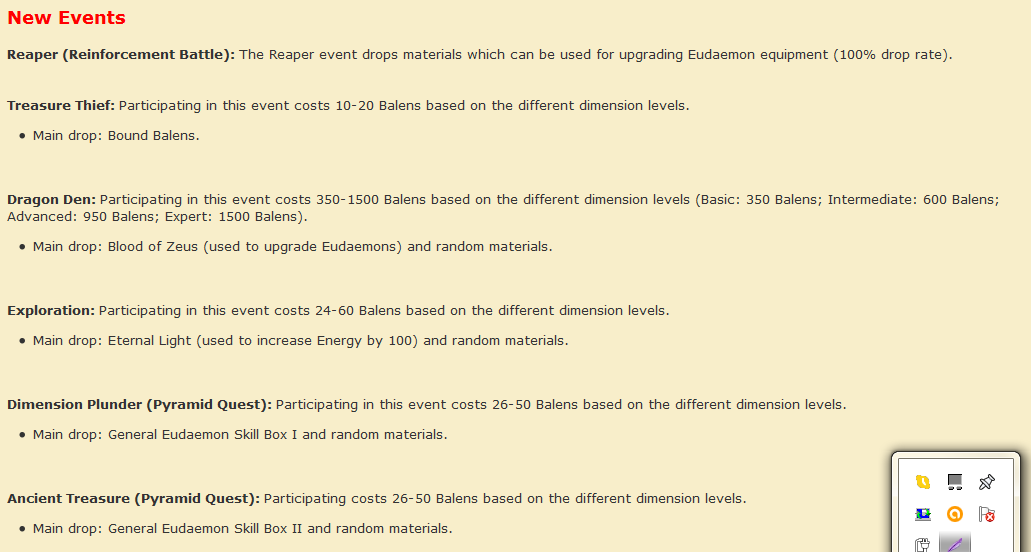 New Events
Reaper (Reinforcement Battle): The Reaper event drops materials which can be used for upgrading Eudaemon equipment (100% drop rate).
Treasure Thief: Participating in this event costs 10-20 Balens based on the different dimension levels.
• Main drop: Bound Balens.
Dragon Den: Participating in this event costs 350-1500 Balens based on the different dimension levels (Basic: 350 Balens; Intermediate: 600 Balens;
Advanced: 950 Balens; Expert: 1500 Balens).
• Main drop: Blood of Zeus (used to upgrade Eudaemons) and random materials.
Exploration: Participating in this event costs 24-60 Balens based on the different dimension levels.
• Main drop: Eternal Light (used to increase Energy by 100) and random materials.
Dimension Plunder (Pyramid Quest): Participating in this event costs 26-50 Balens based on the different dimension levels.
• Main drop: General Eudaemon Skill Box I and random materials.
Ancient Treasure (Pyramid Quest): Participating costs 26-50 Balens based on the different dimension levels.
• Main drop: General Eudaemon Skill Box II and random materials.